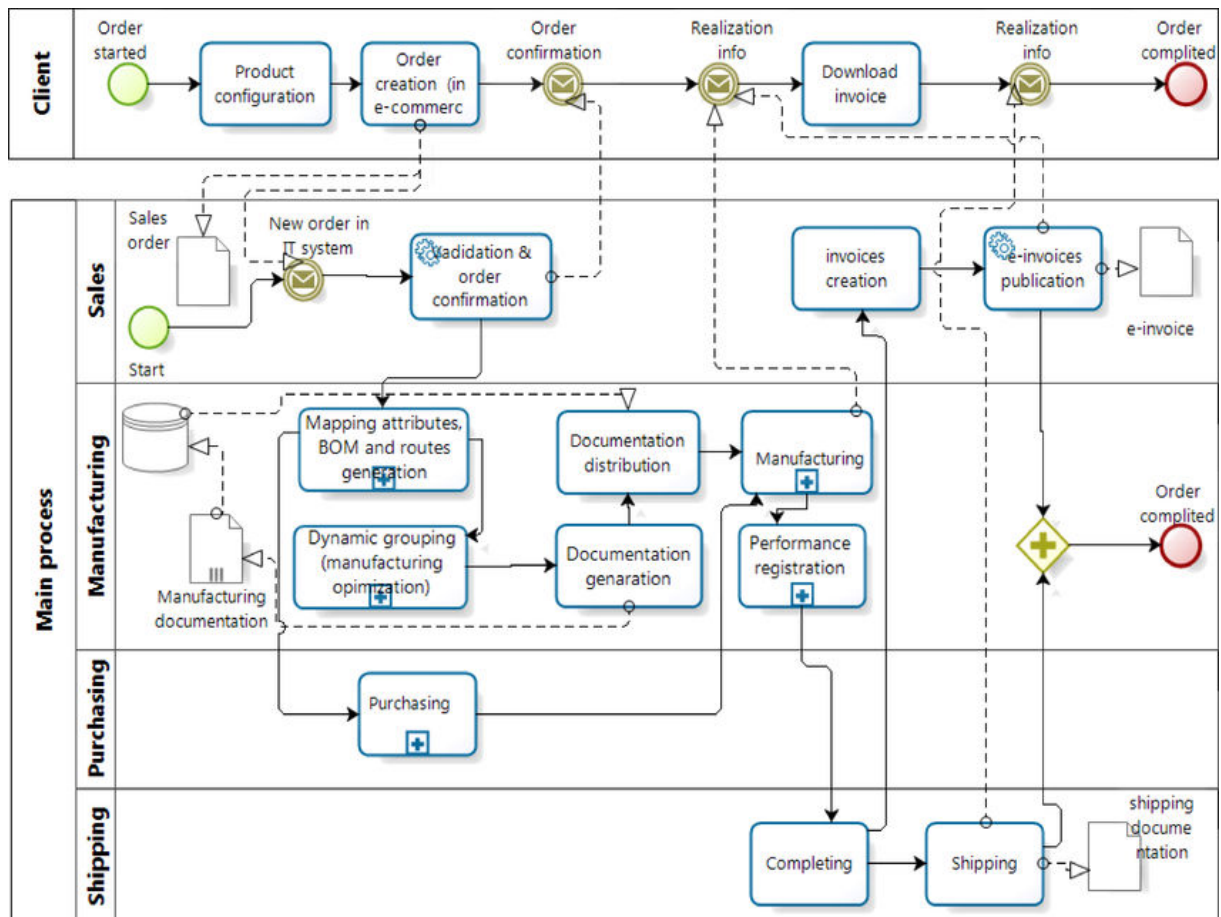 Client
Order
started
Product
configuration
Order
creation (in
e-commerc
Order
confirmation
Realization
info
Download
invoice
Realization
info
Order
complited
Main process
Sales
Sales
order
New order in
IT system
Start
Vadidation &
order
confirmation
invoices
creation
e-invoices
publication
e-invoice
Manufacturing
Mapping attributes,
BOM and routes
generation
Documentation
distribution
Manufacturing
Manufacturing
documentation
Dynamic grouping
(manufacturing
opimization)
Documentation
genaration
Performance
registration
Order
complited
Purchasing
Purchasing
Shipping
Completing
Shipping
shipping
docume
ntation